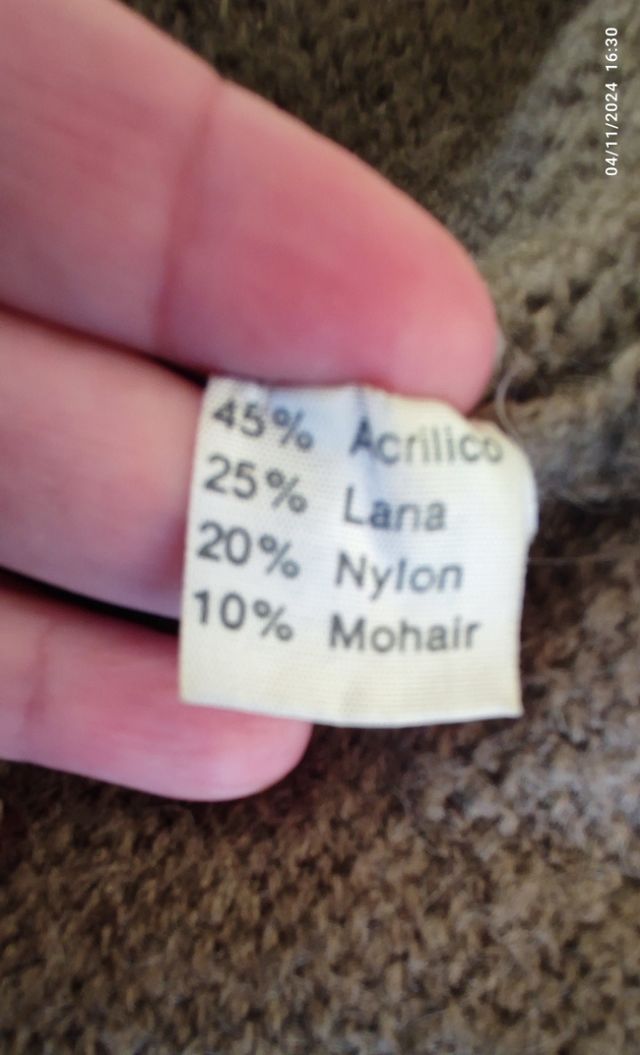 04/11/2024 16:30
45% Acrilico
25% Lana
20% Nylon
10% Mohair